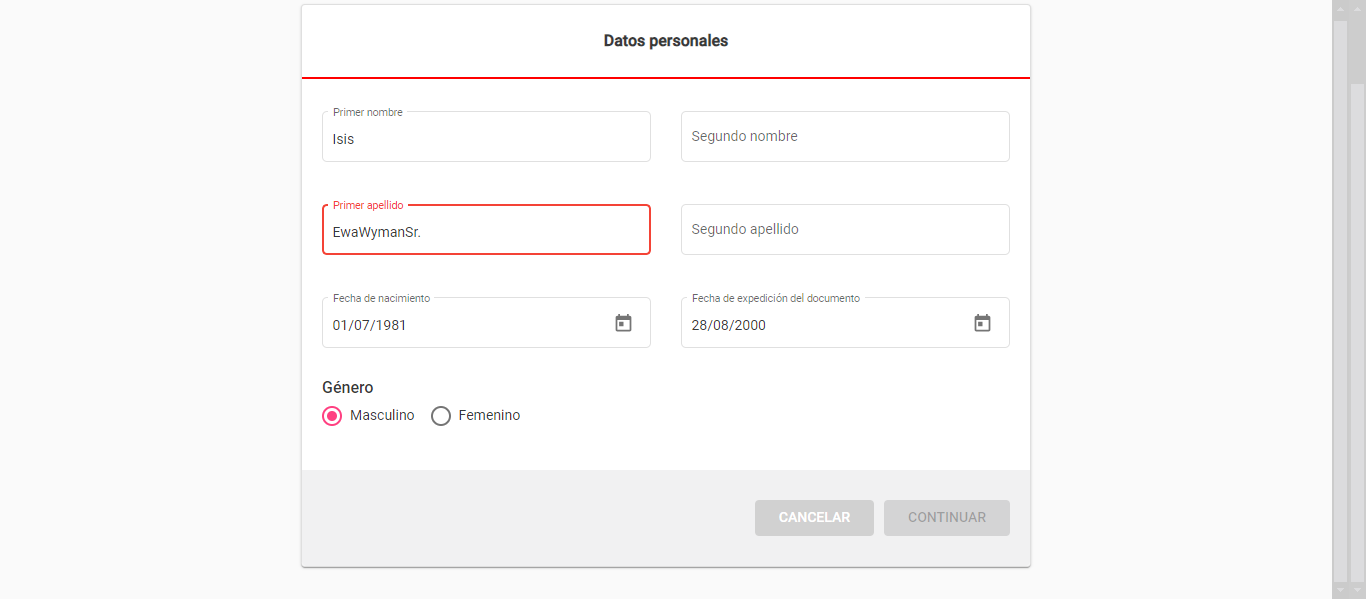 Datos personales
Primer nombre
Isis
Segundo nombre
Primer apellido
EwaWymanSr.
Segundo apellido
Fecha de nacimiento
01/07/1981
Fecha de expedición del documento
28/08/2000
Género
Masculino
Femenino
CANCELAR
CONTINUAR